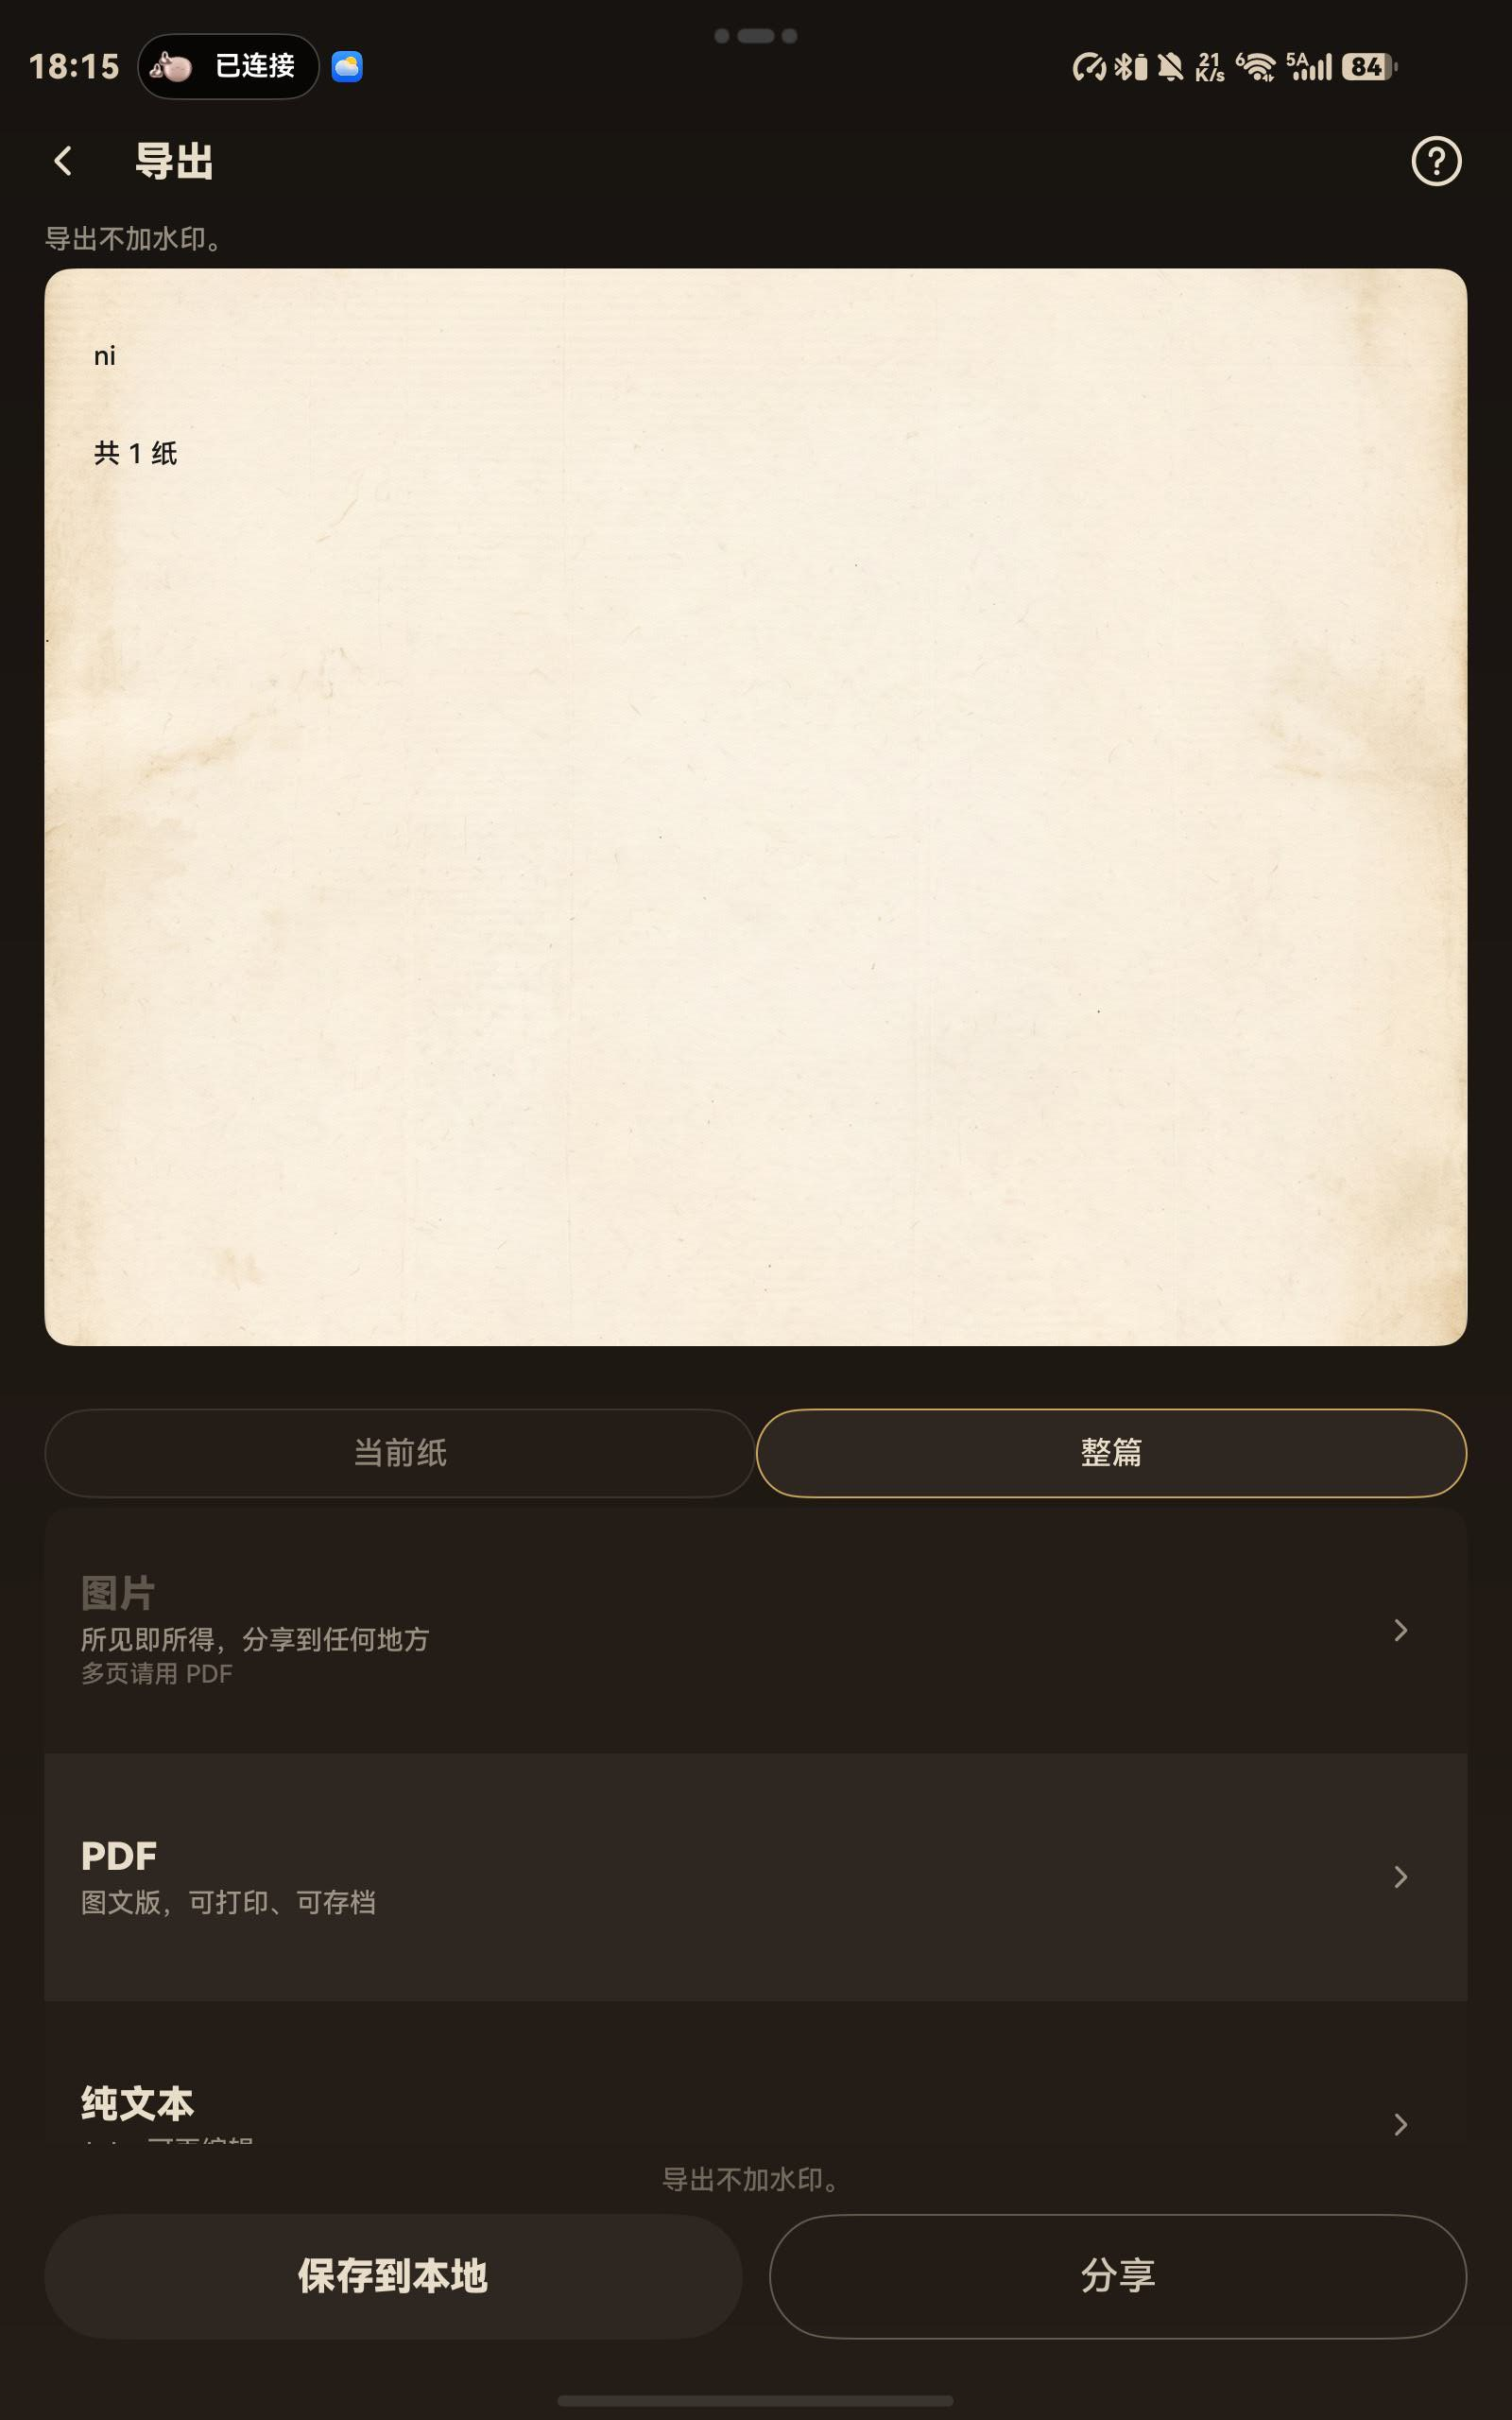 18:15 已连接 21 K/s 6 5A 84
导出
导出不加水印。
ni
共 1 纸
当前纸 整篇
图片
所见即所得，分享到任何地方
多页请用 PDF
PDF
图文版，可打印、可存档
纯文本
导出不加水印。
保存到本地 分享